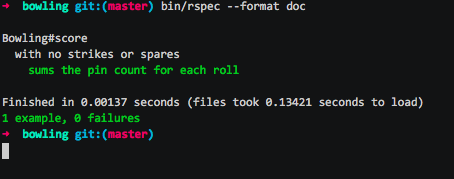 ➜  bowling git:(master) bin/rspec --format doc

Bowling#score
  with no strikes or spares
    sums the pin count for each roll

Finished in 0.00137 seconds (files took 0.13421 seconds to load)
1 example, 0 failures
➜  bowling git:(master)